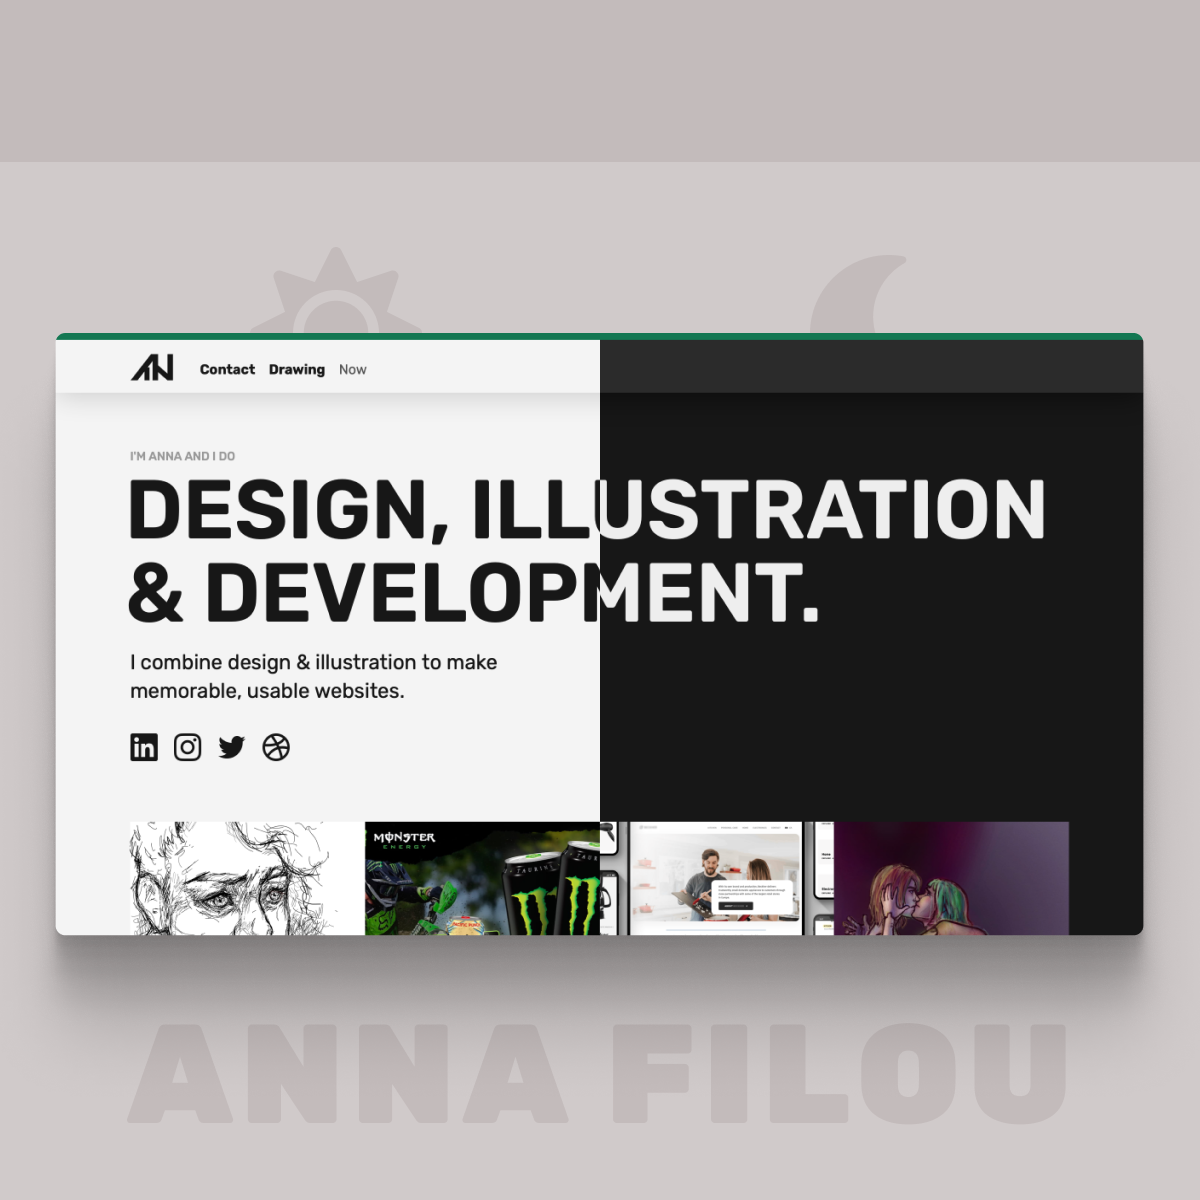 AN
Contact Drawing Now
I'M ANNA AND I DO
DESIGN, ILLUSTRATION
& DEVELOPMENT.
I combine design & illustration to make
memorable, usable websites.
in
MONSTER
ENERGY
ANNA FILOU